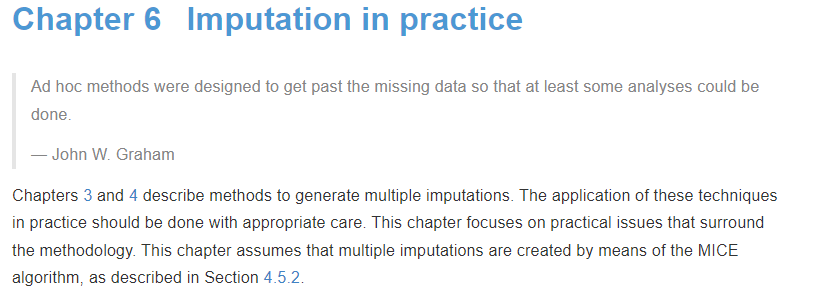 Chapter 6 Imputation in practice
Ad hoc methods were designed to get past the missing data so that at least some analyses could be
done.
— John W. Graham
Chapters 3 and 4 describe methods to generate multiple imputations. The application of these techniques
in practice should be done with appropriate care. This chapter focuses on practical issues that surround
the methodology. This chapter assumes that multiple imputations are created by means of the MICE
algorithm, as described in Section 4.5.2.